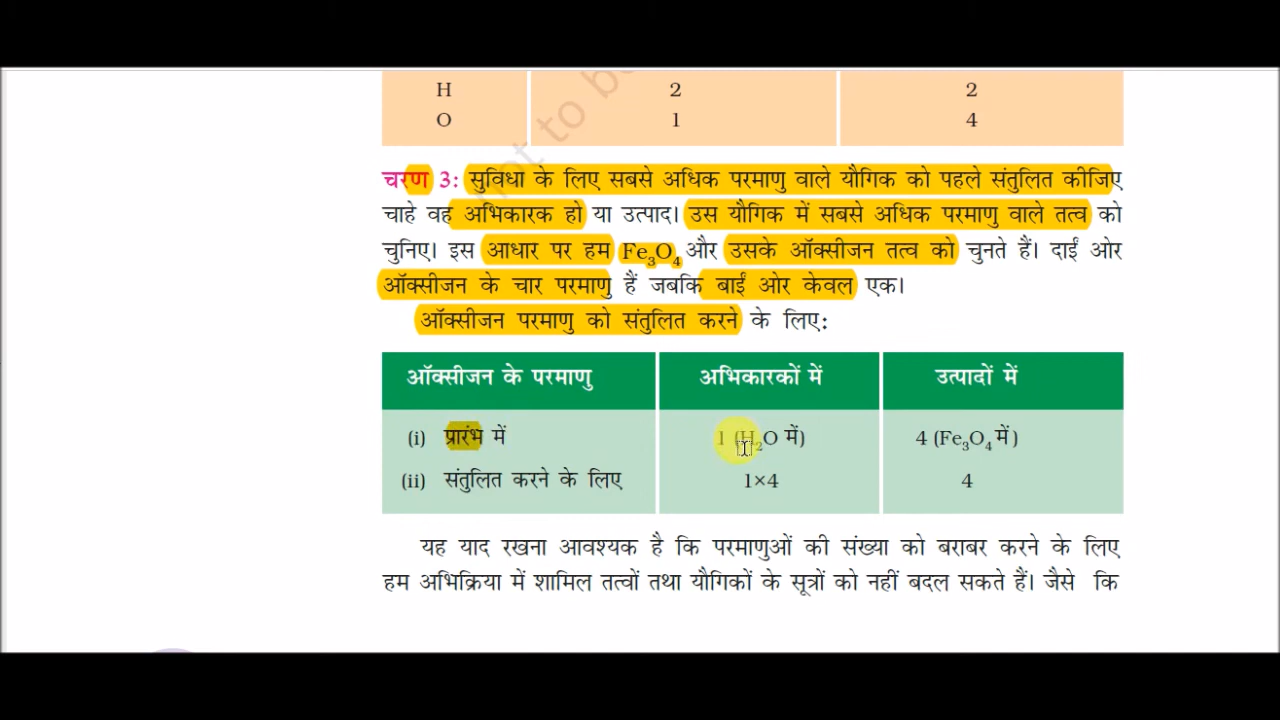 H 2 2
O 1 4
not to be
चरण 3: सुविधा के लिए सबसे अधिक परमाणु वाले यौगिक को पहले संतुलित कीजिए
चाहे वह अभिकारक हो या उत्पाद। उस यौगिक में सबसे अधिक परमाणु वाले तत्व को
चुनिए। इस आधार पर हम Fe₃O₄ और उसके ऑक्सीजन तत्व को चुनते हैं। दाईं ओर
ऑक्सीजन के चार परमाणु हैं जबकि बाईं ओर केवल एक।
ऑक्सीजन परमाणु को संतुलित करने के लिए:
ऑक्सीजन के परमाणु अभिकारकों में उत्पादों में
(i) प्रारंभ में 1 (H₂O में) 4 (Fe₃O₄ में)
(ii) संतुलित करने के लिए 1×4 4
यह याद रखना आवश्यक है कि परमाणुओं की संख्या को बराबर करने के लिए
हम अभिक्रिया में शामिल तत्वों तथा यौगिकों के सूत्रों को नहीं बदल सकते हैं। जैसे कि